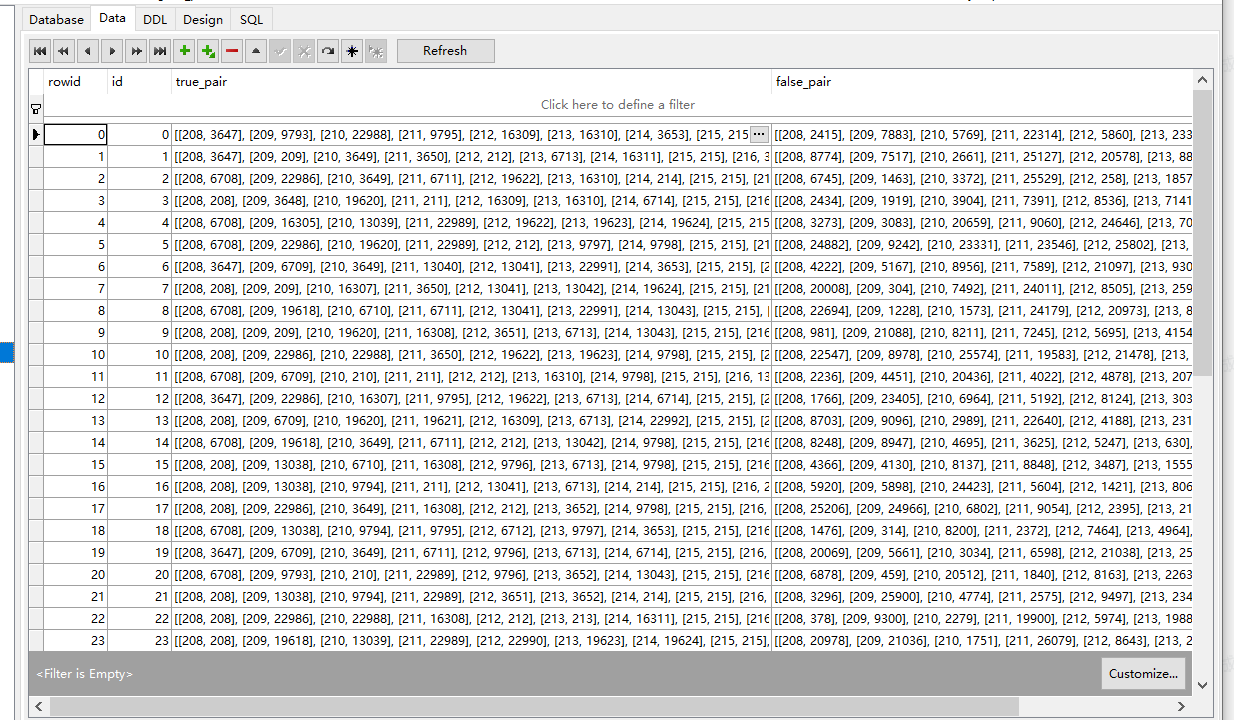 Database Data DDL Design SQL
Refresh
rowid id true_pair false_pair
Click here to define a filter
0 0 [[208, 3647], [209, 9793], [210, 22988], [211, 9795], [212, 16309], [213, 16310], [214, 3653], [215, 215 ... [[208, 2415], [209, 7883], [210, 5769], [211, 22314], [212, 5860], [213, 233
1 1 [[208, 3647], [209, 209], [210, 3649], [211, 3650], [212, 212], [213, 6713], [214, 16311], [215, 215], [216, 3 [[208, 8774], [209, 7517], [210, 2661], [211, 25127], [212, 20578], [213, 88
2 2 [[208, 6708], [209, 22986], [210, 3649], [211, 6711], [212, 19622], [213, 16310], [214, 214], [215, 215], [21 [[208, 6745], [209, 1463], [210, 3372], [211, 25529], [212, 258], [213, 1857
3 3 [[208, 208], [209, 3648], [210, 19620], [211, 211], [212, 16309], [213, 16310], [214, 6714], [215, 215], [216 [[208, 2434], [209, 1919], [210, 3904], [211, 7391], [212, 8536], [213, 7141
4 4 [[208, 6708], [209, 16305], [210, 13039], [211, 22989], [212, 19622], [213, 19623], [214, 19624], [215, 215 [[208, 3273], [209, 3083], [210, 20659], [211, 9060], [212, 24646], [213, 70
5 5 [[208, 6708], [209, 22986], [210, 19620], [211, 22989], [212, 212], [213, 9797], [214, 9798], [215, 215], [21 [[208, 24882], [209, 9242], [210, 23331], [211, 23546], [212, 25802], [213,
6 6 [[208, 3647], [209, 6709], [210, 3649], [211, 13040], [212, 13041], [213, 22991], [214, 3653], [215, 215], [2 [[208, 4222], [209, 5167], [210, 8956], [211, 7589], [212, 21097], [213, 930
7 7 [[208, 208], [209, 209], [210, 16307], [211, 3650], [212, 13041], [213, 13042], [214, 19624], [215, 215], [21 [[208, 20008], [209, 304], [210, 7492], [211, 24011], [212, 8505], [213, 259
8 8 [[208, 6708], [209, 19618], [210, 6710], [211, 6711], [212, 13041], [213, 22991], [214, 13043], [215, 215], [[208, 22694], [209, 1228], [210, 1573], [211, 24179], [212, 20973], [213, 8
9 9 [[208, 208], [209, 209], [210, 19620], [211, 16308], [212, 3651], [213, 6713], [214, 13043], [215, 215], [216 [[208, 981], [209, 21088], [210, 8211], [211, 7245], [212, 5695], [213, 4154
10 10 [[208, 208], [209, 22986], [210, 22988], [211, 3650], [212, 19622], [213, 19623], [214, 9798], [215, 215], [2 [[208, 22547], [209, 8978], [210, 25574], [211, 19583], [212, 21478], [213,
11 11 [[208, 6708], [209, 6709], [210, 210], [211, 211], [212, 212], [213, 16310], [214, 9798], [215, 215], [216, 13 [[208, 2236], [209, 4451], [210, 20436], [211, 4022], [212, 4878], [213, 207
12 12 [[208, 3647], [209, 22986], [210, 16307], [211, 9795], [212, 19622], [213, 6713], [214, 6714], [215, 215], [2 [[208, 1766], [209, 23405], [210, 6964], [211, 5192], [212, 8124], [213, 303
13 13 [[208, 208], [209, 6709], [210, 19620], [211, 19621], [212, 16309], [213, 6713], [214, 22992], [215, 215], [2 [[208, 8703], [209, 9096], [210, 2989], [211, 22640], [212, 4188], [213, 231
14 14 [[208, 6708], [209, 19618], [210, 3649], [211, 6711], [212, 212], [213, 13042], [214, 9798], [215, 215], [216 [[208, 8248], [209, 8947], [210, 4695], [211, 3625], [212, 5247], [213, 630],
15 15 [[208, 208], [209, 13038], [210, 6710], [211, 16308], [212, 9796], [213, 6713], [214, 9798], [215, 215], [216 [[208, 4366], [209, 4130], [210, 8137], [211, 8848], [212, 3487], [213, 1555
16 16 [[208, 208], [209, 13038], [210, 9794], [211, 211], [212, 13041], [213, 6713], [214, 214], [215, 215], [216, 2 [[208, 5920], [209, 5898], [210, 24423], [211, 5604], [212, 1421], [213, 806
17 17 [[208, 208], [209, 22986], [210, 3649], [211, 16308], [212, 212], [213, 3652], [214, 9798], [215, 215], [216, [[208, 25206], [209, 24966], [210, 6802], [211, 9054], [212, 2395], [213, 21
18 18 [[208, 6708], [209, 13038], [210, 9794], [211, 9795], [212, 6712], [213, 9797], [214, 3653], [215, 215], [216 [[208, 1476], [209, 314], [210, 8200], [211, 2372], [212, 7464], [213, 4964],
19 19 [[208, 3647], [209, 6709], [210, 3649], [211, 6711], [212, 9796], [213, 6713], [214, 6714], [215, 215], [216, [[208, 20069], [209, 5661], [210, 3034], [211, 6598], [212, 21038], [213, 25
20 20 [[208, 6708], [209, 9793], [210, 210], [211, 22989], [212, 9796], [213, 3652], [214, 13043], [215, 215], [216 [[208, 6878], [209, 459], [210, 20512], [211, 1840], [212, 8163], [213, 2263
21 21 [[208, 208], [209, 13038], [210, 9794], [211, 22989], [212, 3651], [213, 3652], [214, 214], [215, 215], [216, [[208, 3296], [209, 25900], [210, 4774], [211, 2575], [212, 9497], [213, 234
22 22 [[208, 208], [209, 22986], [210, 22988], [211, 16308], [212, 212], [213, 213], [214, 16311], [215, 215], [216 [[208, 378], [209, 9300], [210, 2279], [211, 19900], [212, 5974], [213, 1988
23 23 [[208, 208], [209, 19618], [210, 13039], [211, 22989], [212, 22990], [213, 19623], [214, 19624], [215, 215], [[208, 20978], [209, 21036], [210, 1751], [211, 26079], [212, 8643], [213, 2
<Filter is Empty> Customize...